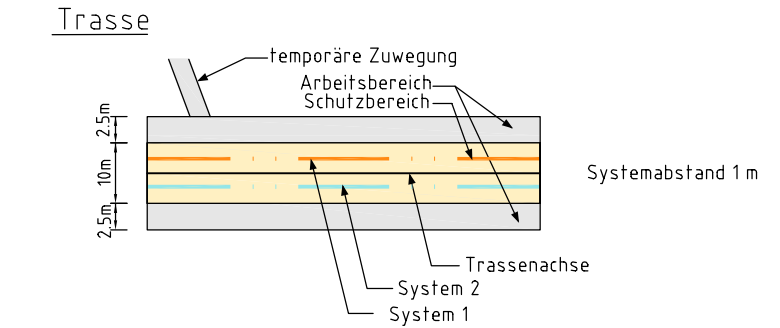 Trasse
temporäre Zuwegung
Arbeitsbereich
Schutzbereich
2.5m
10m
2,5m
Systemabstand 1 m
Trassenachse
System 2
System 1